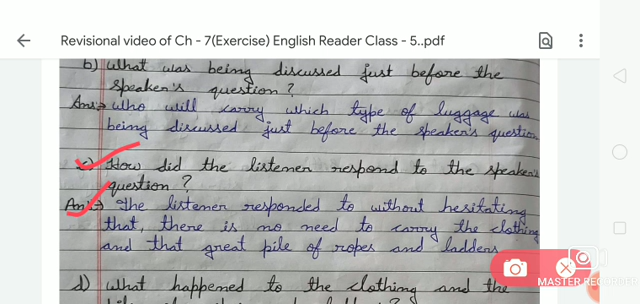 Revisional video of Ch - 7(Exercise) English Reader Class - 5..pdf
b) What was being discussed just before the
speaker's question?
Ans:→ Who will carry which type of luggage was
being discussed just before the speaker's question
c) How did the listener respond to the speaker's
question?
Ans:→ The listener responded to without hesitating
that, there is no need to carry the clothing
and that great pile of ropes and ladders
d) What happened to the clothing and the
MASTER RECORDER